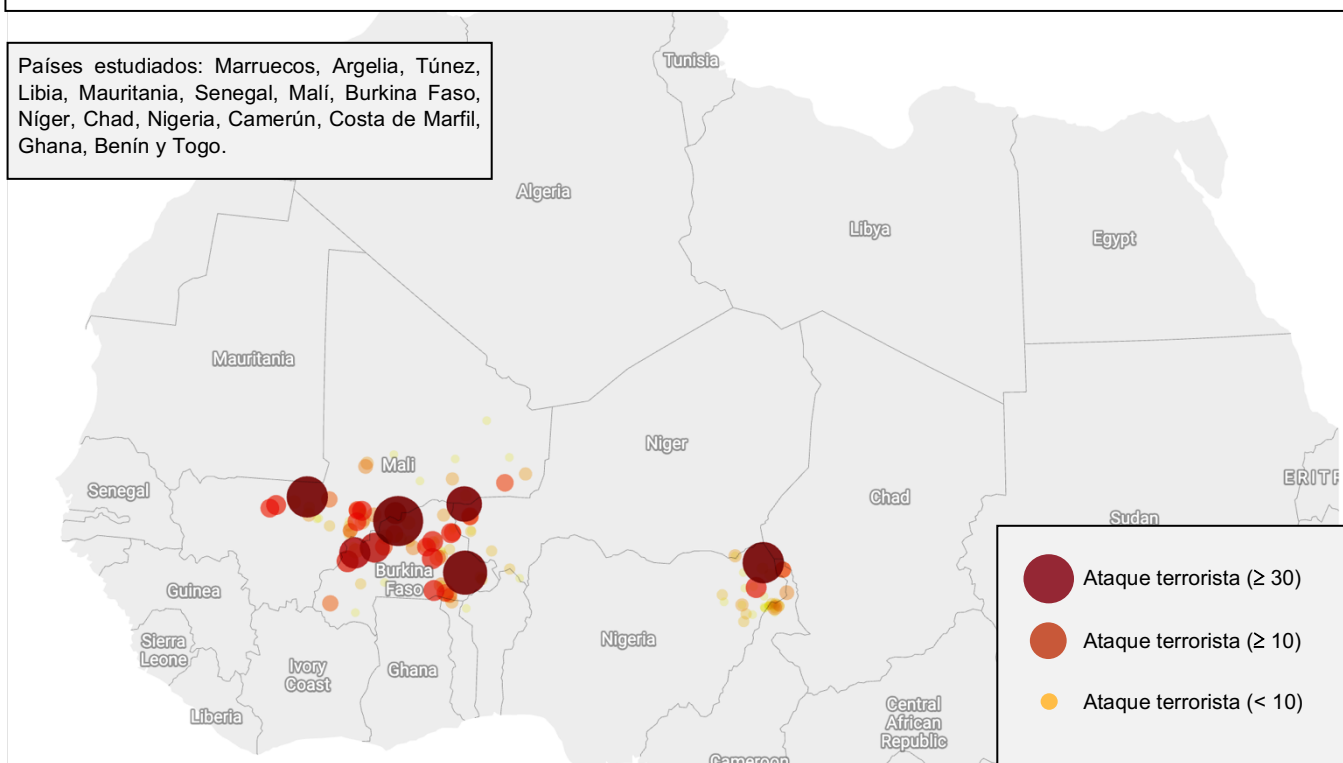 Países estudiados: Marruecos, Argelia, Túnez,
Libia, Mauritania, Senegal, Malí, Burkina Faso,
Níger, Chad, Nigeria, Camerún, Costa de Marfil,
Ghana, Benín y Togo.
Tunisia
Algeria
Libya
Egypt
Mauritania
Mali
Niger
Chad
Sudan
Senegal
Burkina
Faso
Guinea
Nigeria
Sierra
Leone
Ivory
Coast
Ghana
Liberia
Central
African
Republic
Cameroon
Ataque terrorista (≥ 30)
Ataque terrorista (≥ 10)
Ataque terrorista (< 10)